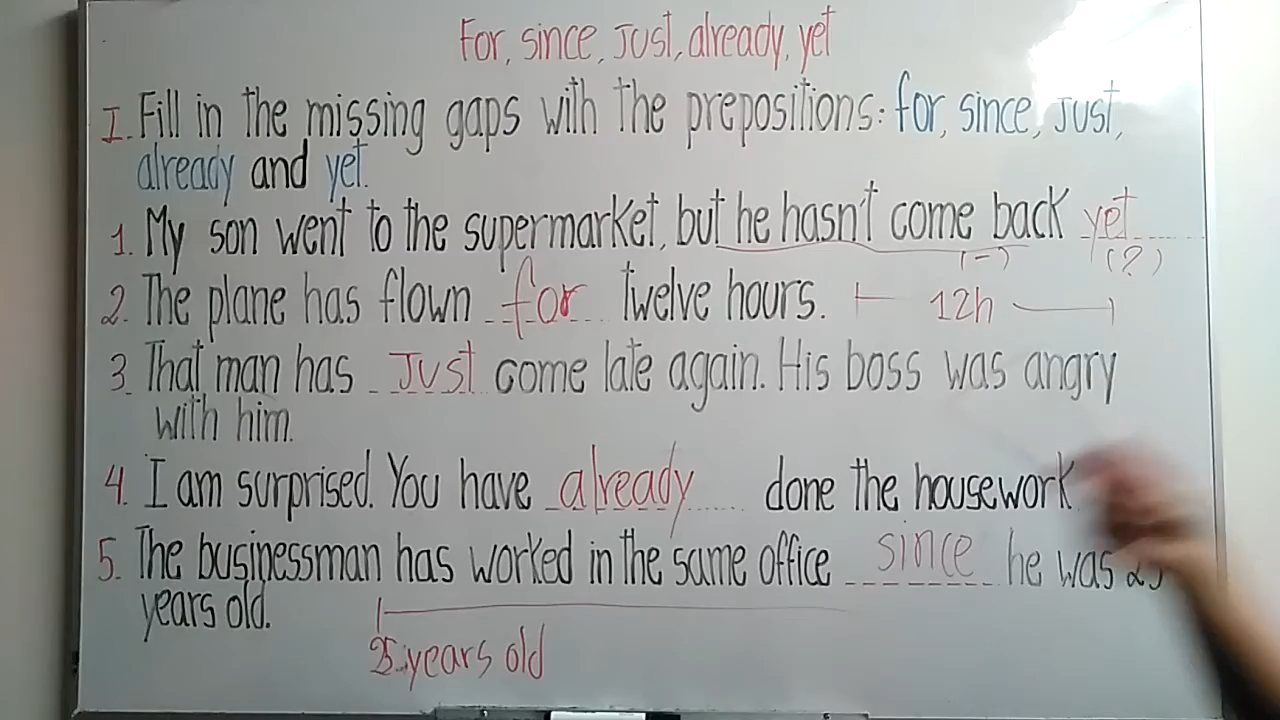 For, since, Just, already, yet
I. Fill in the missing gaps with the prepositions: for, since, Just,
already and yet.
1. My son went to the supermarket, but he hasn't come back yet
(-) (?)
2. The plane has flown for twelve hours. 12h
3. That man has Just come late again. His boss was angry
with him.
4. I am surprised. You have already done the housework
5. The businessman has worked in the same office since he was
years old.
25 years old